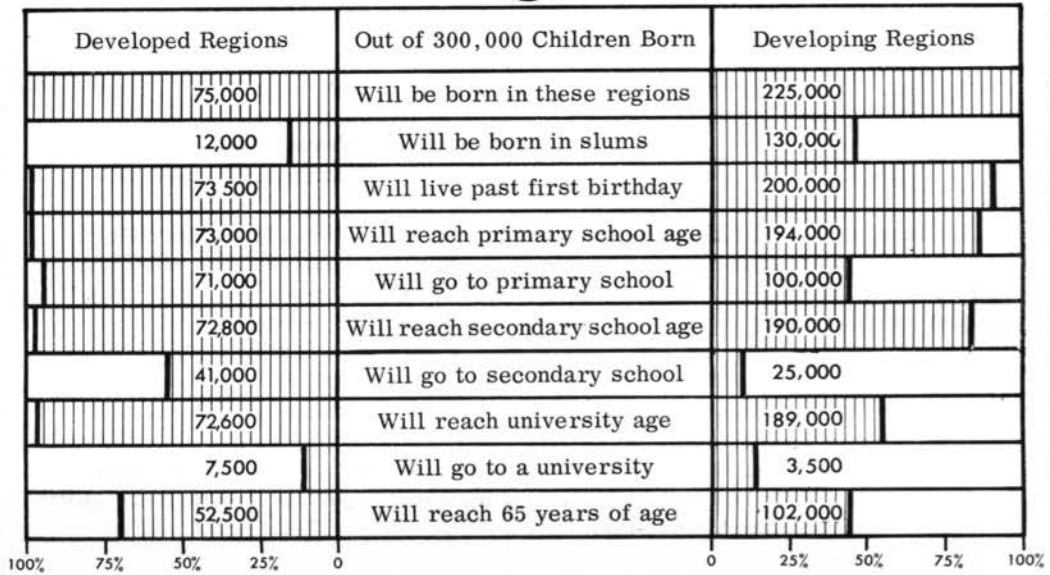 Developed Regions Out of 300,000 Children Born Developing Regions
75,000 Will be born in these regions 225,000
12,000 Will be born in slums 130,000
73 500 Will live past first birthday 200,000
73,000 Will reach primary school age 194,000
71,000 Will go to primary school 100,000
72,800 Will reach secondary school age 190,000
41,000 Will go to secondary school 25,000
72,600 Will reach university age 189,000
7,500 Will go to a university 3,500
52,500 Will reach 65 years of age 102,000
100% 75% 50% 25% 0 0 25% 50% 75% 100%